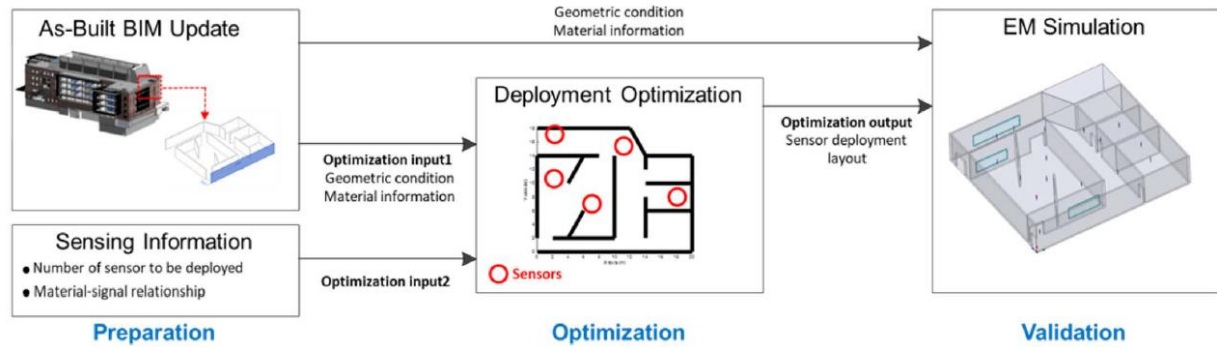 As-Built BIM Update
Geometric condition
Material information
EM Simulation
Deployment Optimization
Optimization input1
Geometric condition
Material information
Sensors
Optimization output
Sensor deployment
layout
Sensing Information
● Number of sensor to be deployed
● Material-signal relationship
Optimization input2
Preparation
Optimization
Validation